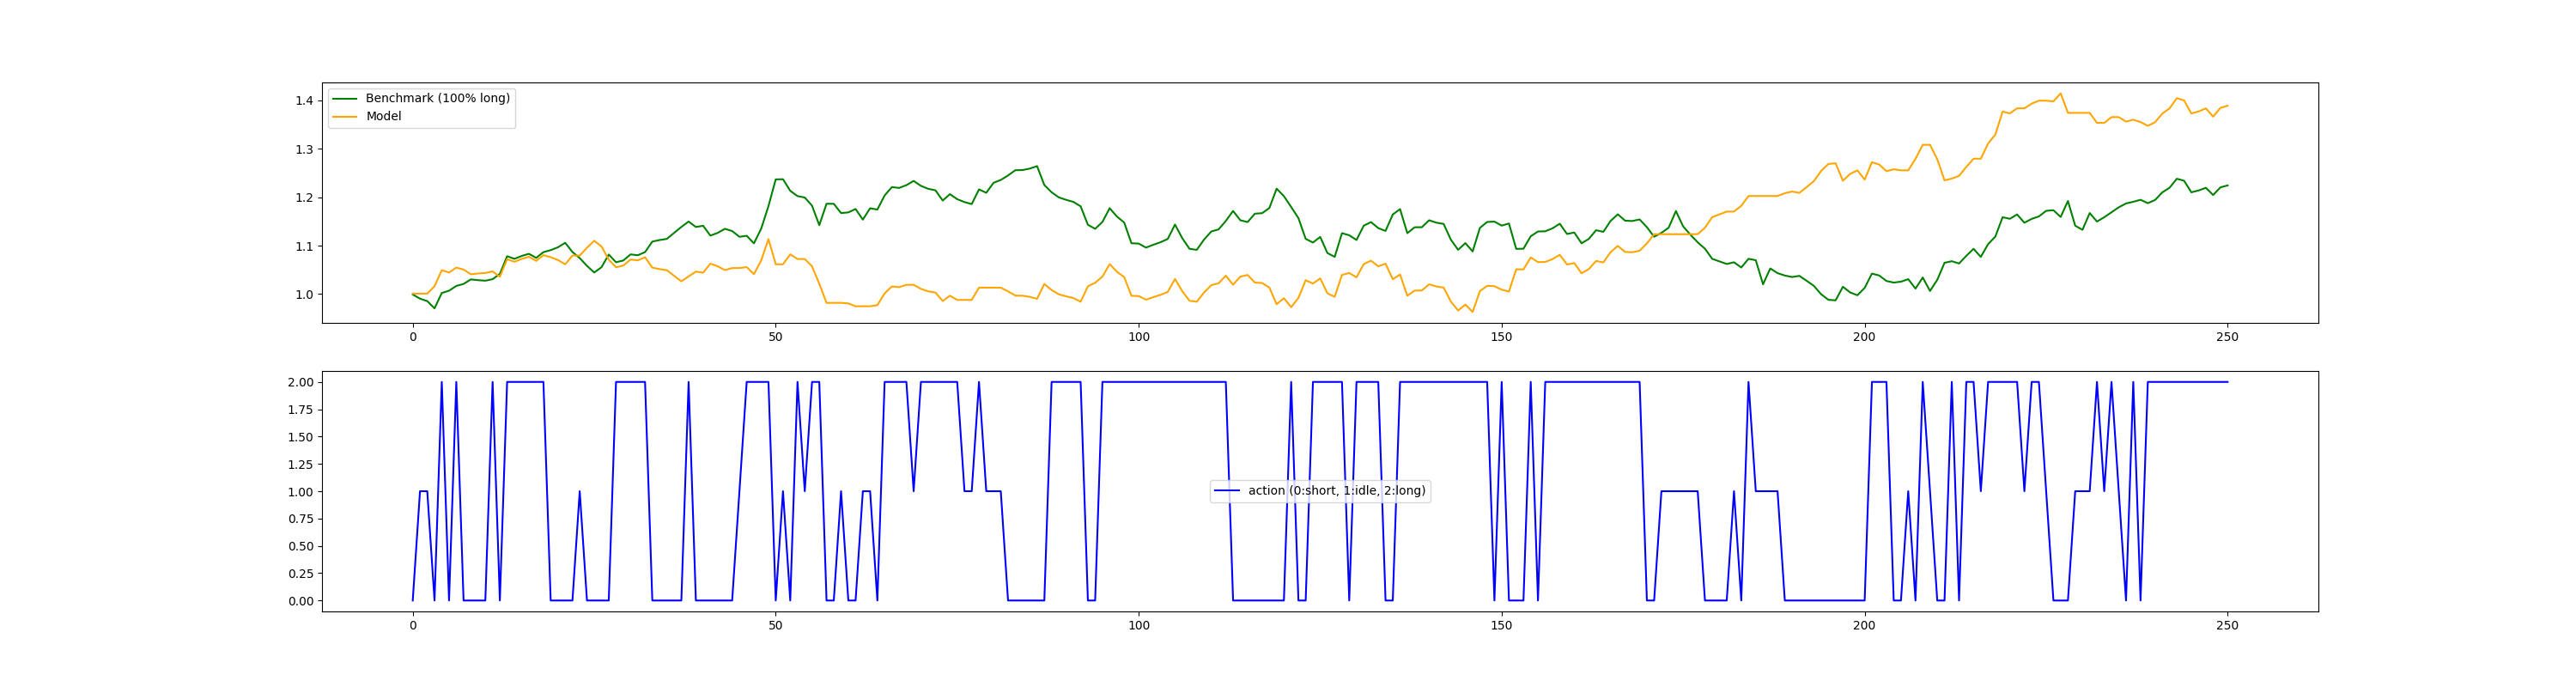 Benchmark (100% long)
Model
1.4
1.3
1.2
1.1
1.0
0 50 100 150 200 250
2.00
1.75
1.50
1.25
1.00
0.75
0.50
0.25
0.00
action (0:short, 1:idle, 2:long)
0 50 100 150 200 250